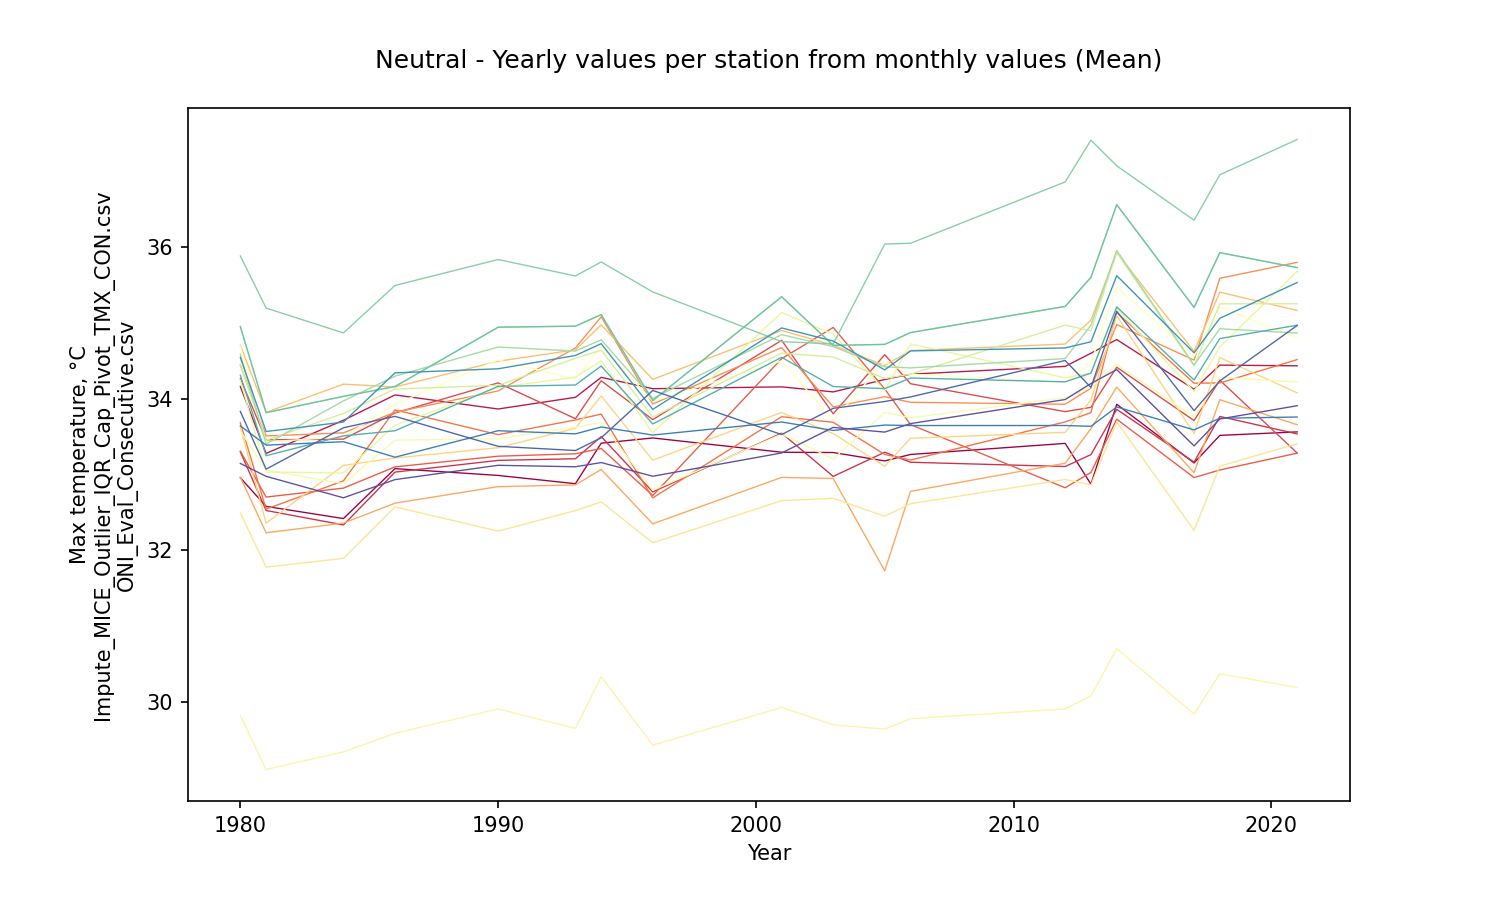 Neutral - Yearly values per station from monthly values (Mean)
Max temperature, °C
Impute_MICE_Outlier_IQR_Cap_Pivot_TMX_CON.csv
ONI_Eval_Consecutive.csv
36
34
32
30
1980 1990 2000 2010 2020
Year